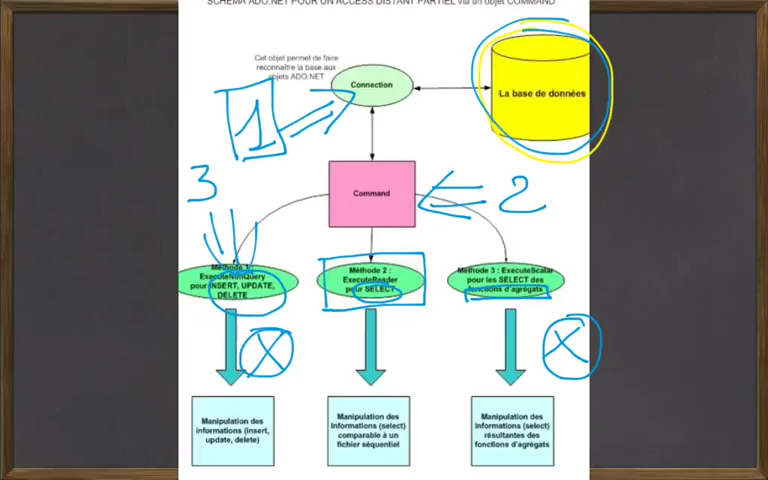 SCHEMA ADO.NET POUR UN ACCESS DISTANT PARTIEL via un objet COMMAND
Cet objet permet de faire
reconnaître la base aux
objets ADO.NET
Connection
La base de données
1
Command
2
3
Méthode 1:
ExecuteNonQuery
pour INSERT, UPDATE,
DELETE
Méthode 2 :
ExecuteReader
pour SELECT
Méthode 3 : ExecuteScalar
pour les SELECT des
fonctions d'agrégats
X
X
Manipulation des
informations (insert,
update, delete)
Manipulation des
informations (select)
comparable à un
fichier séquentiel
Manipulation des
informations (select)
résultantes des
fonctions d'agrégats